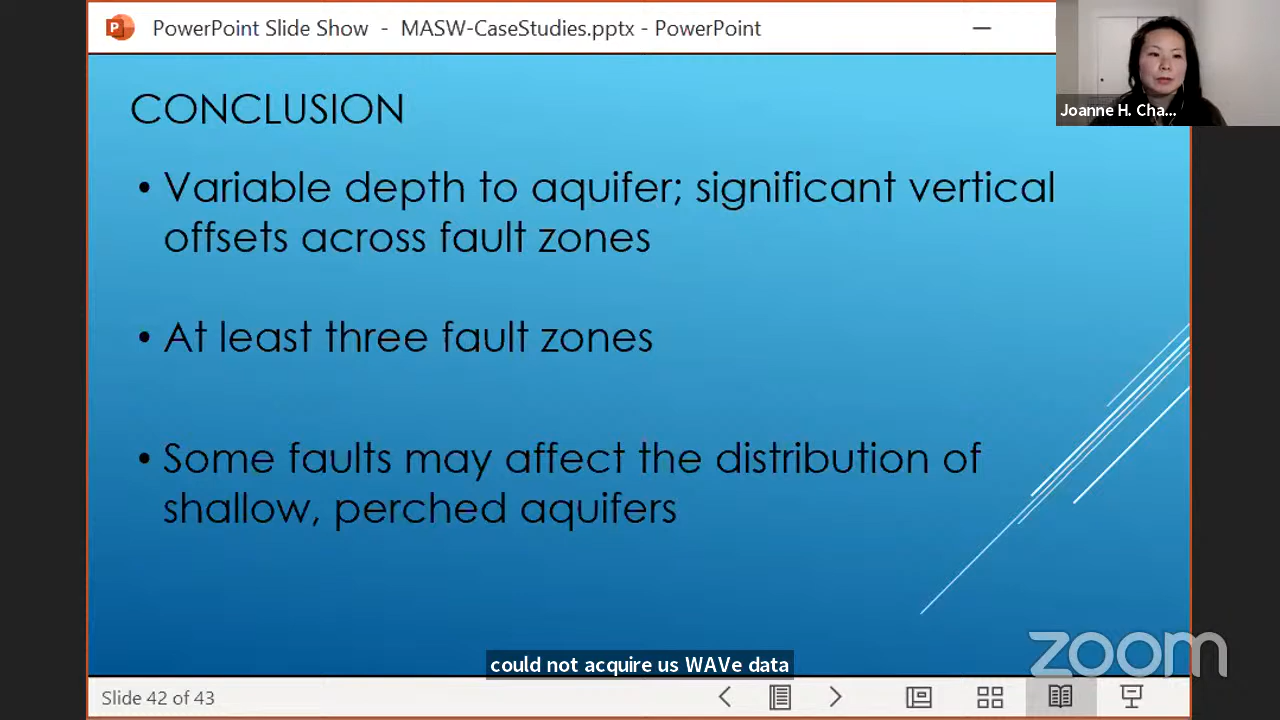 PowerPoint Slide Show - MASW-CaseStudies.pptx - PowerPoint
Joanne H. Cha...
CONCLUSION
• Variable depth to aquifer; significant vertical
offsets across fault zones
• At least three fault zones
• Some faults may affect the distribution of
shallow, perched aquifers
zoom
could not acquire us WAVe data
Slide 42 of 43